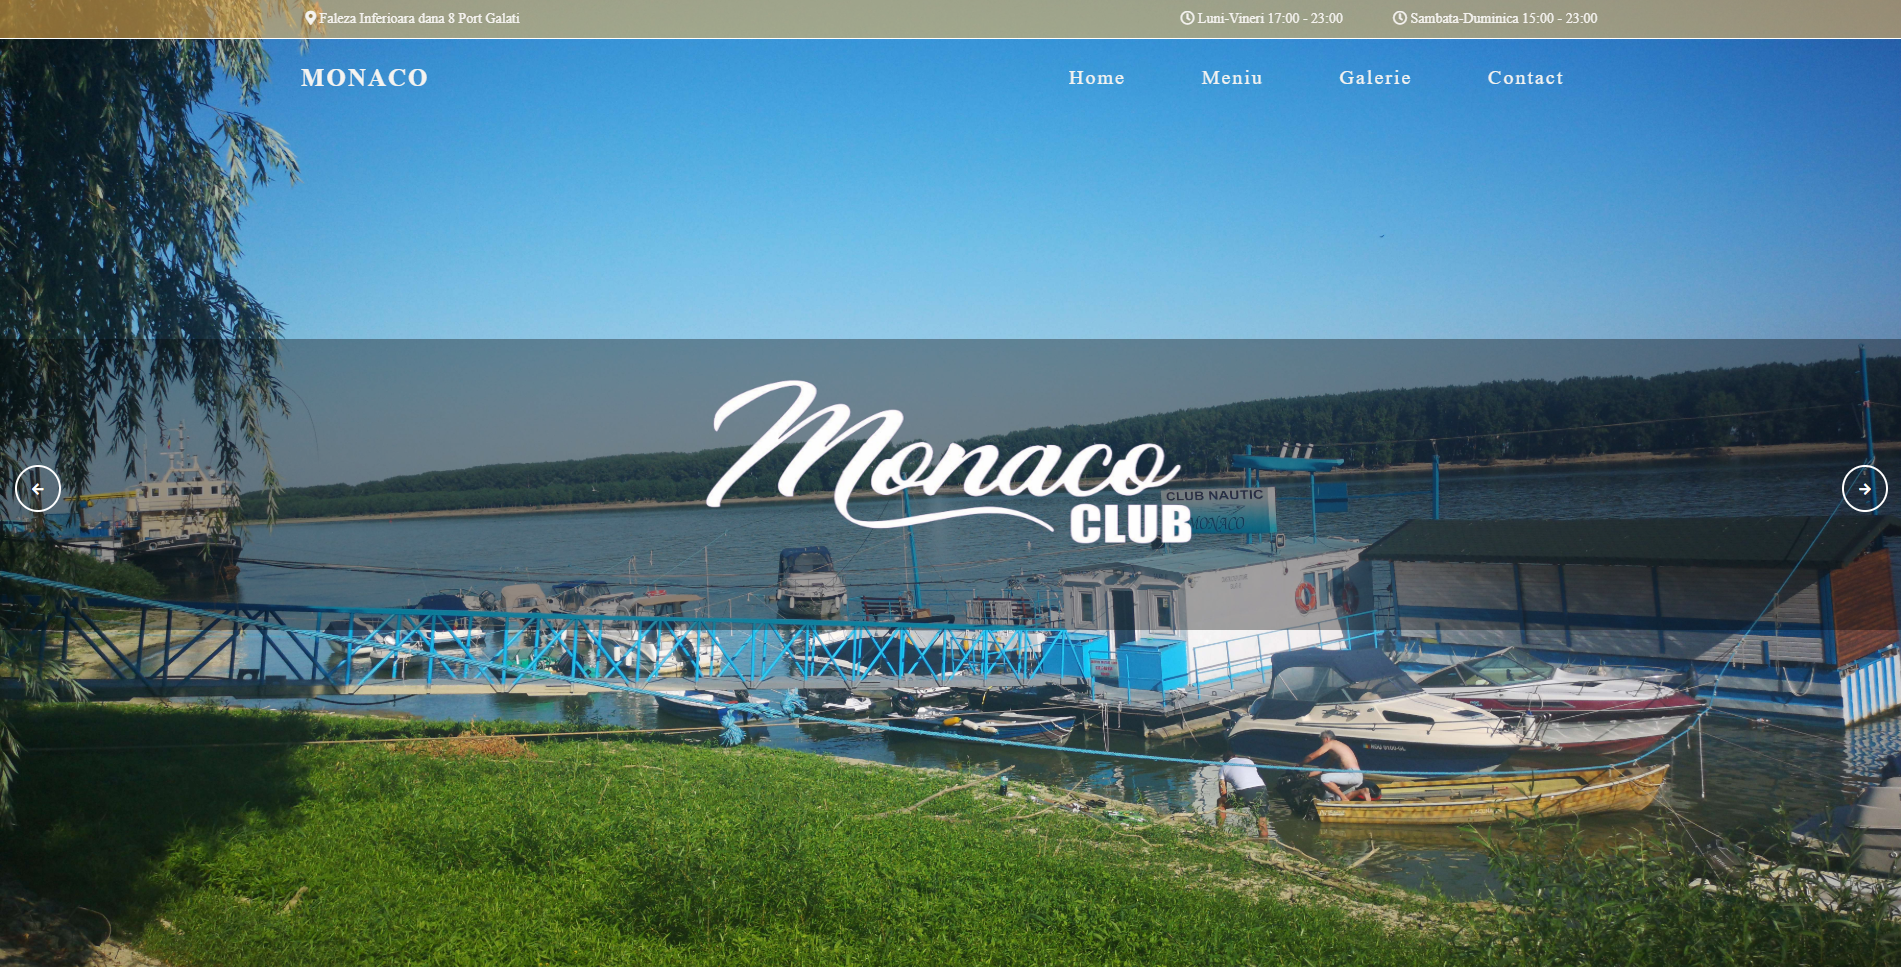 Faleza Inferioara dana 8 Port Galati
Luni-Vineri 17:00 - 23:00
Sambata-Duminica 15:00 - 23:00
MONACO
Home
Meniu
Galerie
Contact
Monaco
CLUB
CLUB NAUTIC
MONACO